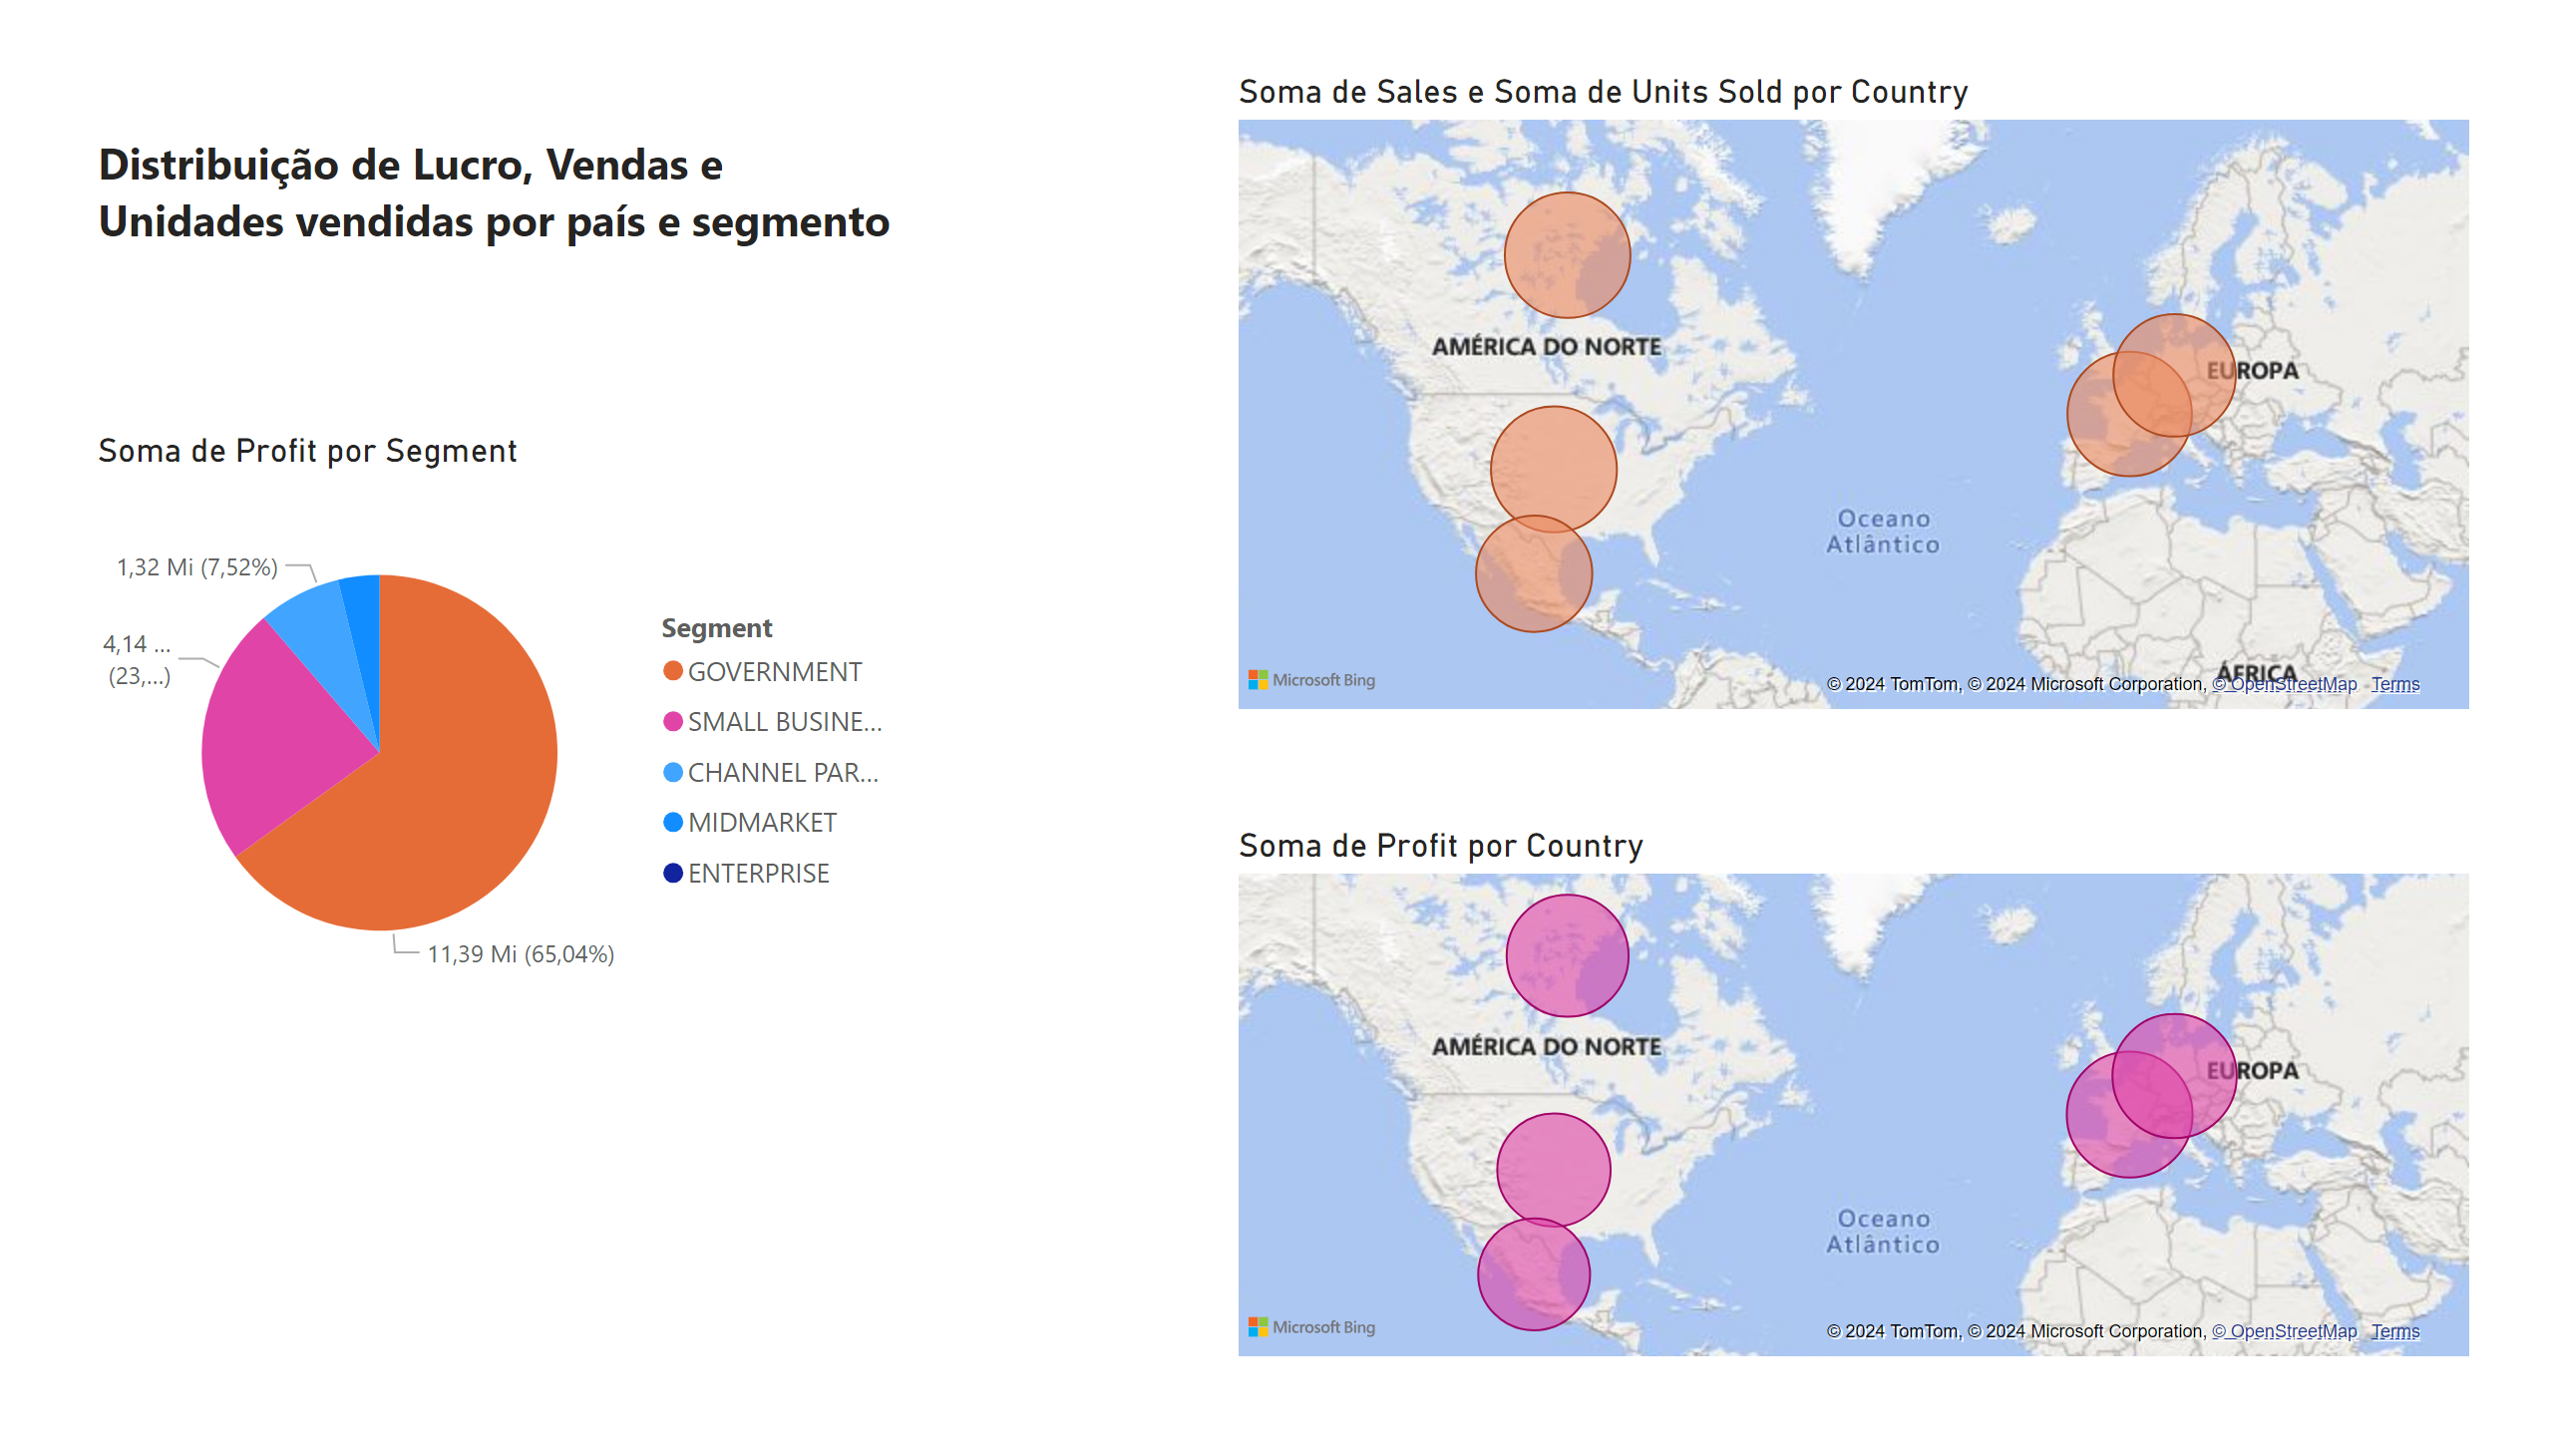 Distribuição de Lucro, Vendas e
Unidades vendidas por país e segmento
Soma de Profit por Segment
1,32 Mi (7,52%)
4,14 ...
(23,...)
11,39 Mi (65,04%)
Segment
GOVERNMENT
SMALL BUSINE...
CHANNEL PAR...
MIDMARKET
ENTERPRISE
Soma de Sales e Soma de Units Sold por Country
AMÉRICA DO NORTE
EUROPA
Oceano
Atlântico
ÁFRICA
Microsoft Bing
© 2024 TomTom, © 2024 Microsoft Corporation, © OpenStreetMap Terms
Soma de Profit por Country
AMÉRICA DO NORTE
EUROPA
Oceano
Atlântico
Microsoft Bing
© 2024 TomTom, © 2024 Microsoft Corporation, © OpenStreetMap Terms